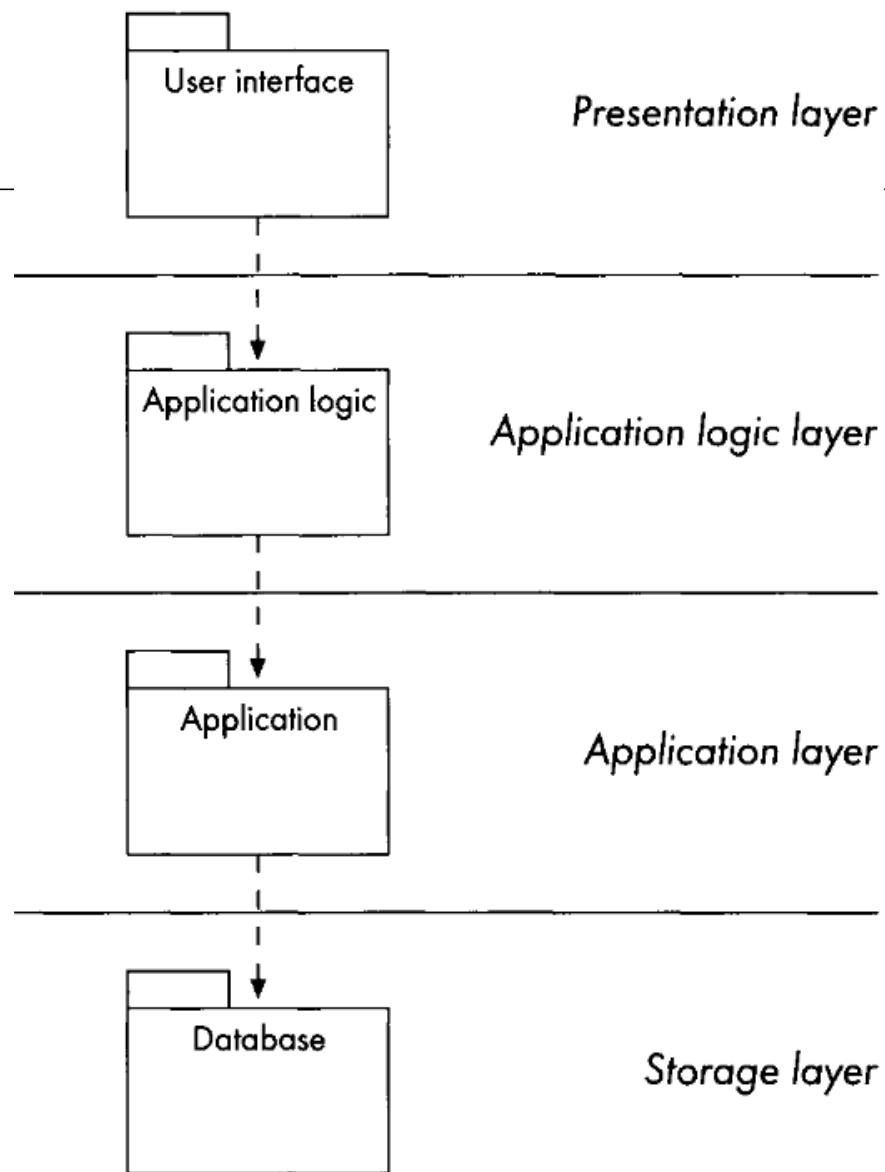 User interface
Presentation layer
Application logic
Application logic layer
Application
Application layer
Database
Storage layer